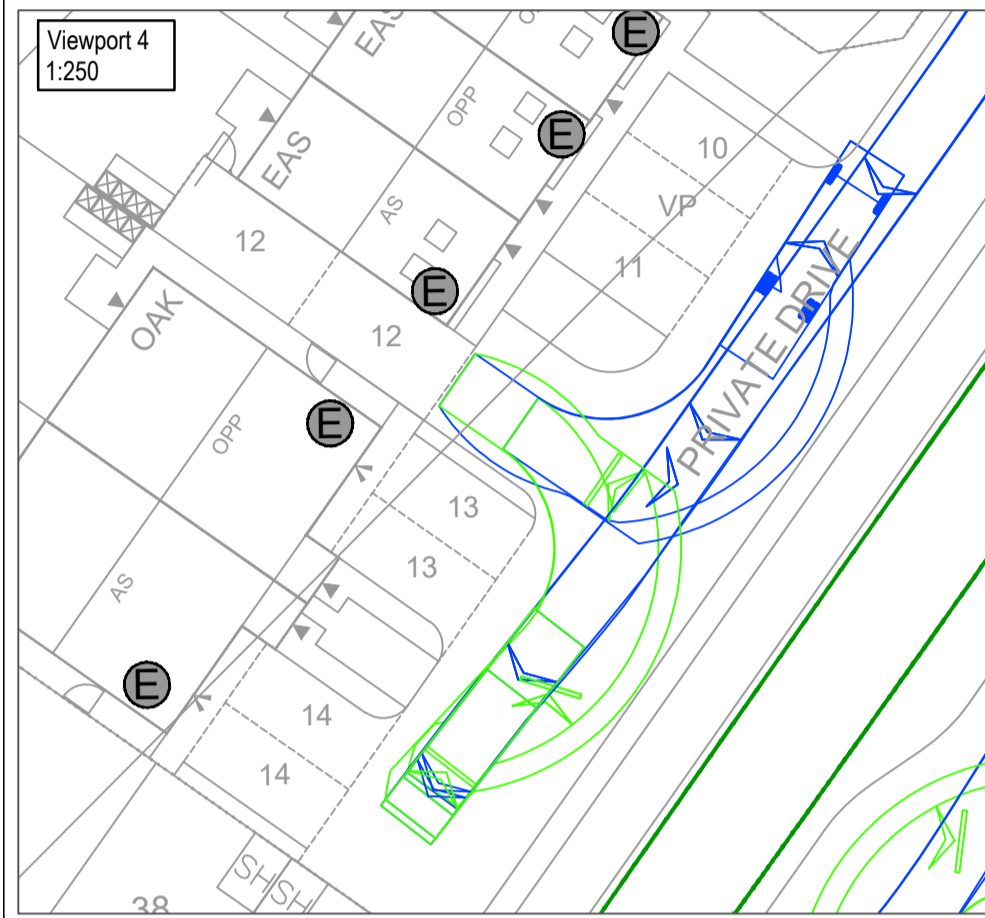 Viewport 4
1:250
EAS
OPP
E
E
10
EAS
VP
AS
12
11
E
PRIVATE DRIVE
OAK
12
E
OPP
13
13
AS
E
14
14
SH
SH
38